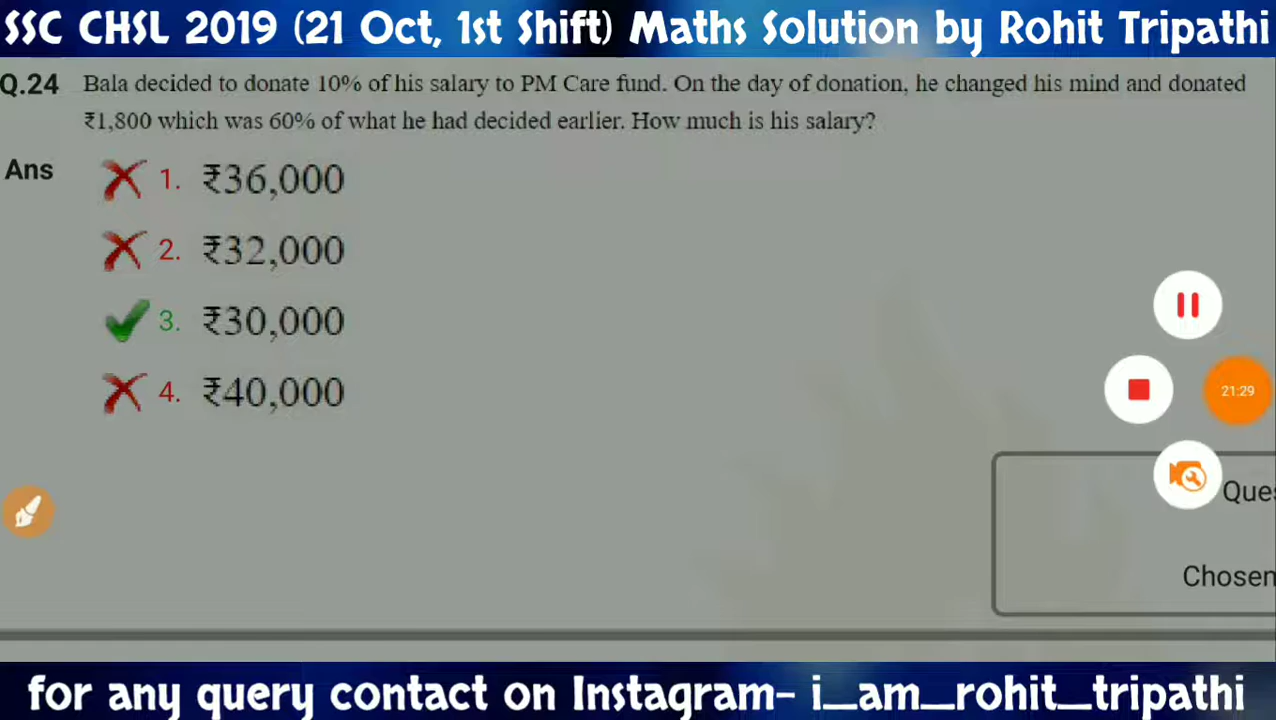 SSC CHSL 2019 (21 Oct, 1st Shift) Maths Solution by Rohit Tripathi
Q.24 Bala decided to donate 10% of his salary to PM Care fund. On the day of donation, he changed his mind and donated
₹1,800 which was 60% of what he had decided earlier. How much is his salary?
Ans
1. ₹36,000
2. ₹32,000
3. ₹30,000
4. ₹40,000
21:29
Ques
Chosen
for any query contact on Instagram- i_am_rohit_tripathi